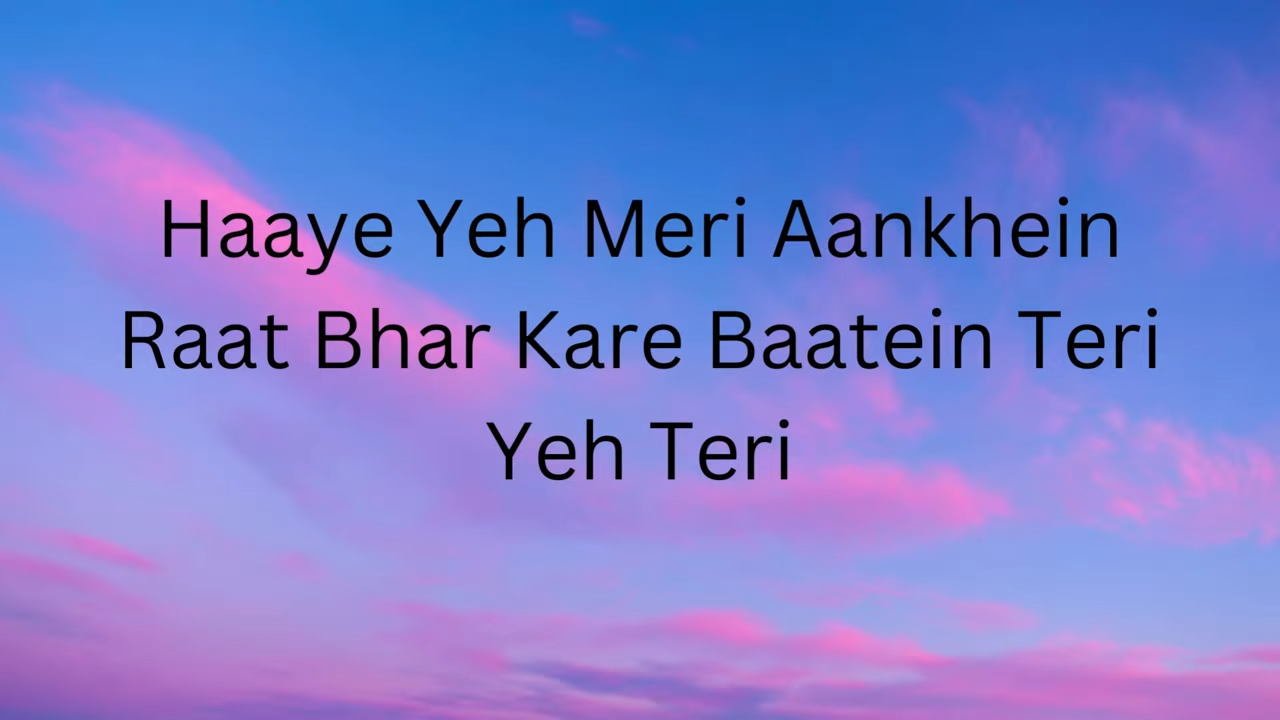 Haaye Yeh Meri Aankhein
Raat Bhar Kare Baatein Teri
Yeh Teri